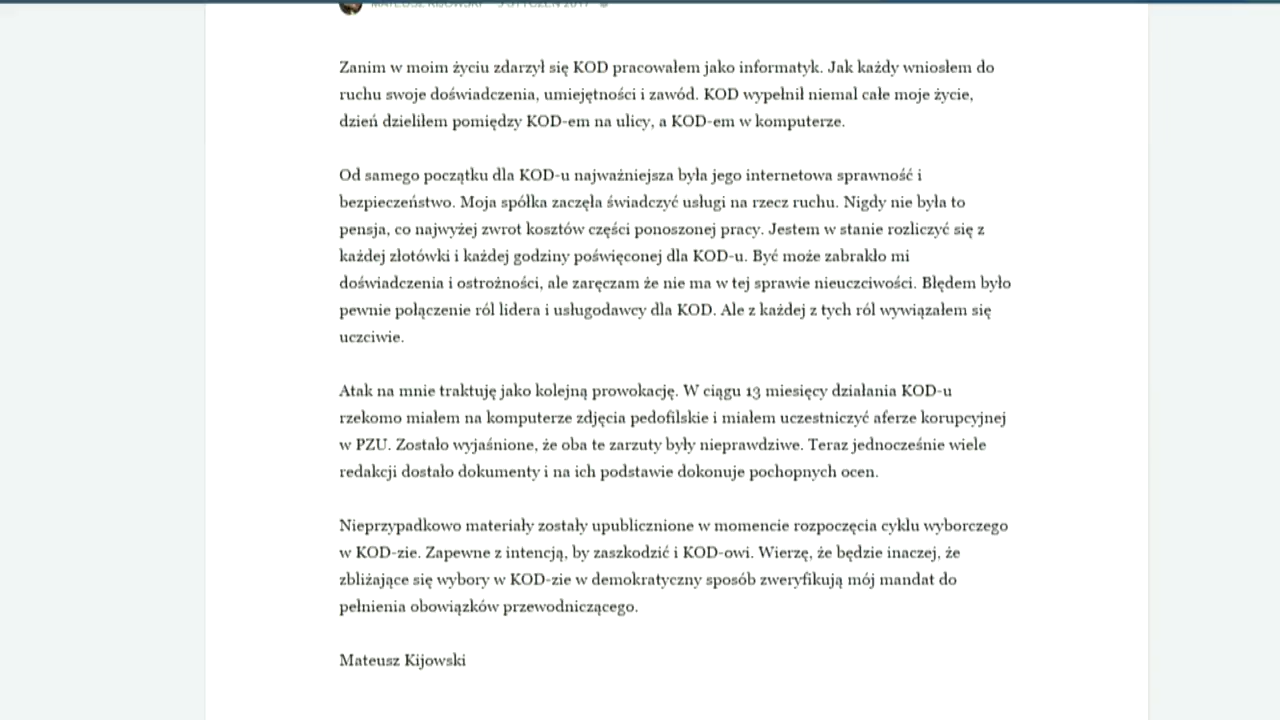 MATEUSZ KIJOWSKI
Zanim w moim życiu zdarzył się KOD pracowałem jako informatyk. Jak każdy wniosłem do
ruchu swoje doświadczenia, umiejętności i zawód. KOD wypełnił niemal całe moje życie,
dzień dzieliłem pomiędzy KOD-em na ulicy, a KOD-em w komputerze.
Od samego początku dla KOD-u najważniejsza była jego internetowa sprawność i
bezpieczeństwo. Moja spółka zaczęła świadczyć usługi na rzecz ruchu. Nigdy nie była to
pensja, co najwyżej zwrot kosztów części ponoszonej pracy. Jestem w stanie rozliczyć się z
każdej złotówki i każdej godziny poświęconej dla KOD-u. Być może zabrakło mi
doświadczenia i ostrożności, ale zaręczam że nie ma w tej sprawie nieuczciwości. Błędem było
pewnie połączenie ról lidera i usługodawcy dla KOD. Ale z każdej z tych ról wywiązałem się
uczciwie.
Atak na mnie traktuję jako kolejną prowokację. W ciągu 13 miesięcy działania KOD-u
rzekomo miałem na komputerze zdjęcia pedofilskie i miałem uczestniczyć aferze korupcyjnej
w PZU. Zostało wyjaśnione, że oba te zarzuty były nieprawdziwe. Teraz jednocześnie wiele
redakcji dostało dokumenty i na ich podstawie dokonuje pochopnych ocen.
Nieprzypadkowo materiały zostały upublicznione w momencie rozpoczęcia cyklu wyborczego
w KOD-zie. Zapewne z intencją, by zaszkodzić i KOD-owi. Wierzę, że będzie inaczej, że
zbliżające się wybory w KOD-zie w demokratyczny sposób zweryfikują mój mandat do
pełnienia obowiązków przewodniczącego.
Mateusz Kijowski